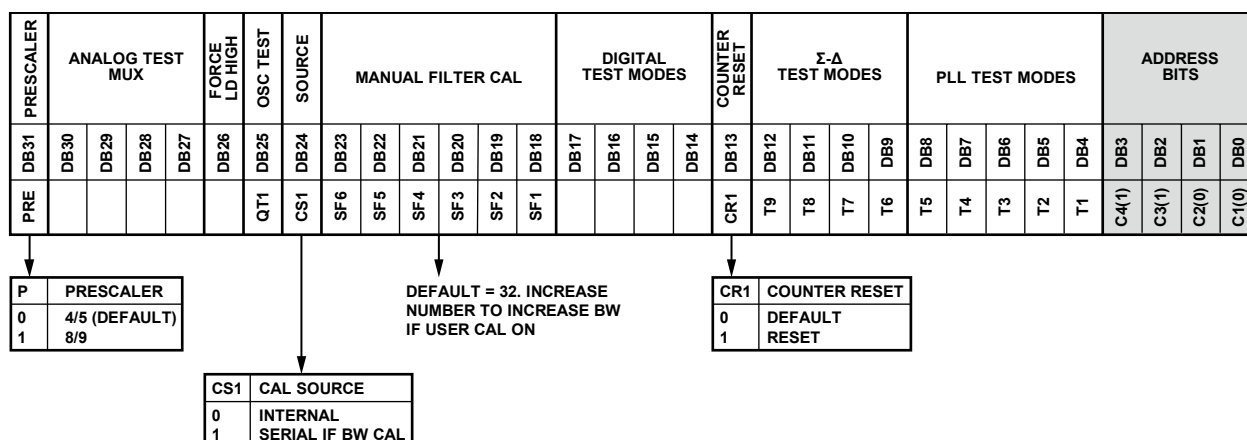 PRESCALER
ANALOG TEST
MUX
FORCE
LD HIGH
OSC TEST
SOURCE
MANUAL FILTER CAL
DIGITAL
TEST MODES
COUNTER
RESET
Σ-Δ
TEST MODES
PLL TEST MODES
ADDRESS
BITS
DB31 DB30 DB29 DB28 DB27 DB26 DB25 DB24 DB23 DB22 DB21 DB20 DB19 DB18 DB17 DB16 DB15 DB14 DB13 DB12 DB11 DB10 DB9 DB8 DB7 DB6 DB5 DB4 DB3 DB2 DB1 DB0
PRE QT1 CS1 SF6 SF5 SF4 SF3 SF2 SF1 CR1 T9 T8 T7 T6 T5 T4 T3 T2 T1 C4(1) C3(1) C2(0) C1(0)
P PRESCALER
0 4/5 (DEFAULT)
1 8/9
DEFAULT = 32. INCREASE
NUMBER TO INCREASE BW
IF USER CAL ON
CR1 COUNTER RESET
0 DEFAULT
1 RESET
CS1 CAL SOURCE
0 INTERNAL
1 SERIAL IF BW CAL